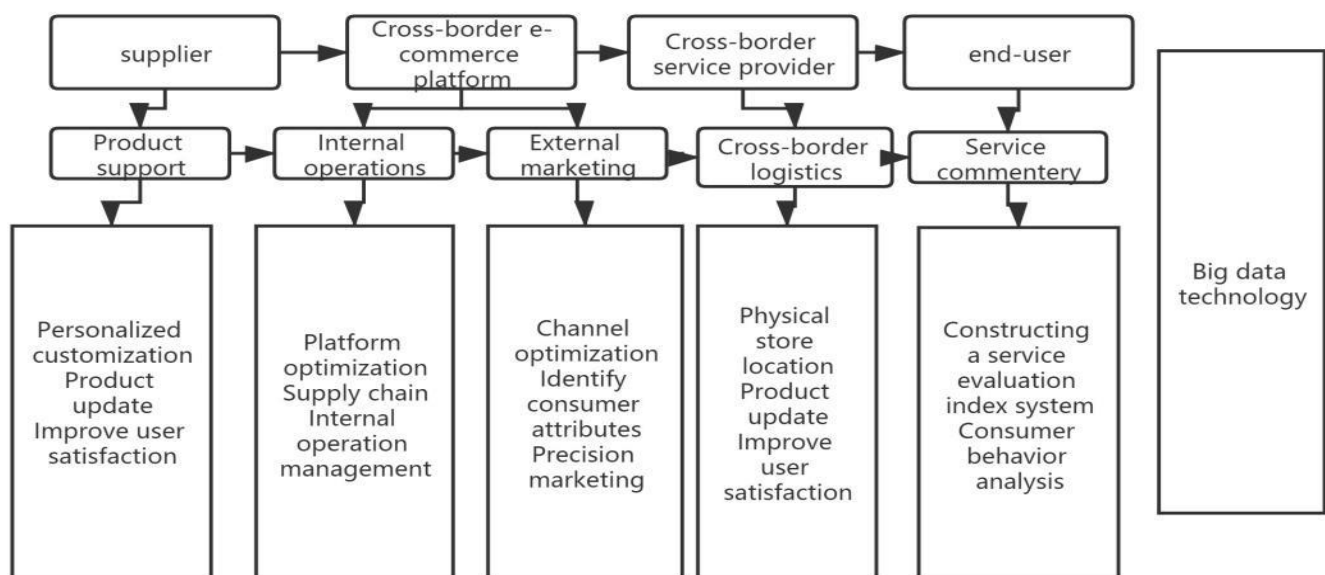 supplier
Cross-border e-
commerce
platform
Cross-border
service provider
end-user
Product
support
Internal
operations
External
marketing
Cross-border
logistics
Service
commentery
Big data
technology
Personalized
customization
Product
update
Improve user
satisfaction
Platform
optimization
Supply chain
Internal
operation
management
Channel
optimization
Identify
consumer
attributes
Precision
marketing
Physical
store
location
Product
update
Improve
user
satisfaction
Constructing
a service
evaluation
index system
Consumer
behavior
analysis